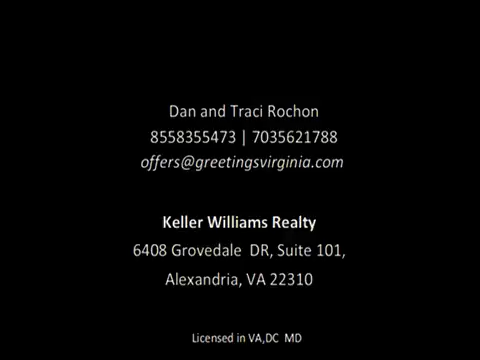 Dan and Traci Rochon
8558355473 | 7035621788
offers@greetingsvirginia.com
Keller Williams Realty
6408 Grovedale  DR, Suite 101,
Alexandria, VA 22310
Licensed in VA,DC  MD